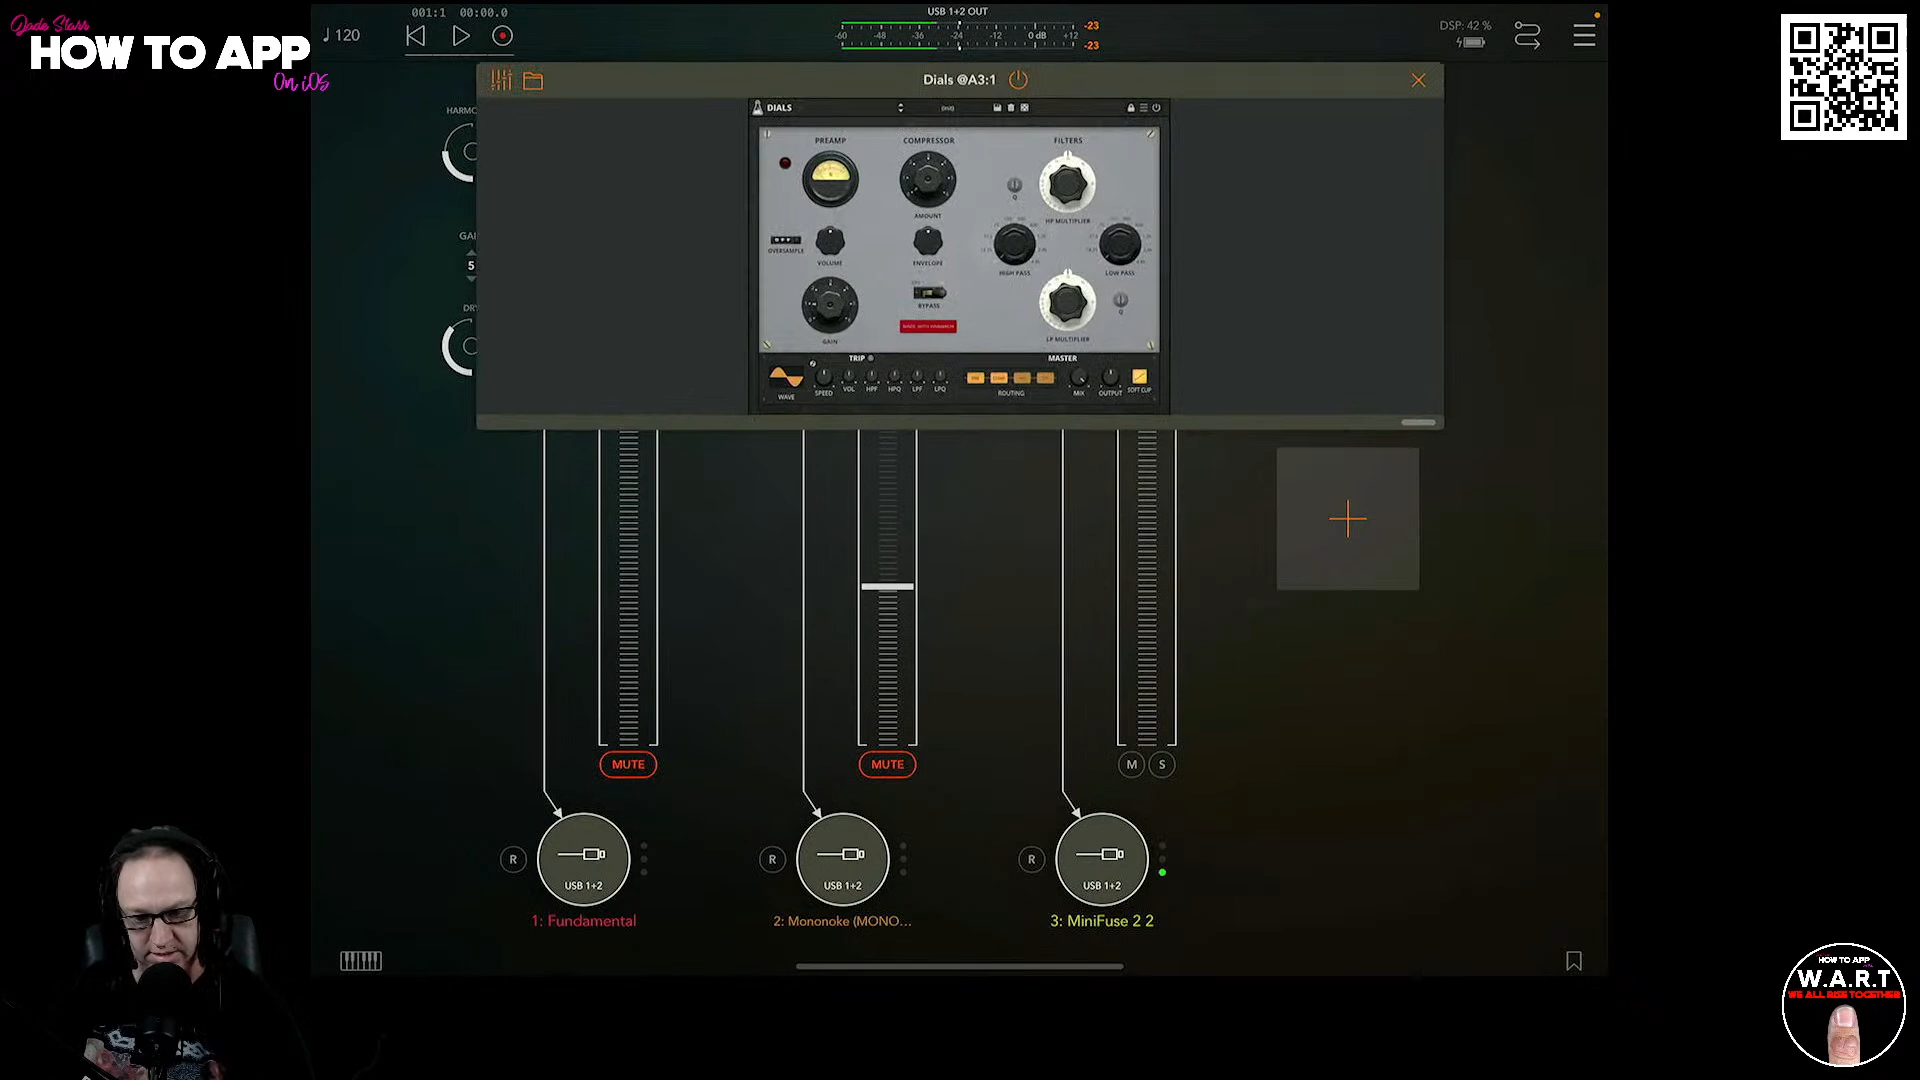 Jade Starr
HOW TO APP
On iOS
120
001:1 00:00.0
USB 1+2 OUT
-60 -48 -36 -24 -12 0 dB +12
-23
-23
DSP: 42 %
Dials @A3:1
HARMO
GAI
5
DR
DIALS
(Init)
PREAMP
COMPRESSOR
FILTERS
AMOUNT
Q
HP MULTIPLIER
OVERSAMPLE
VOLUME
ENVELOPE
HIGH PASS
LOW PASS
BYPASS
Q
GAIN
LP MULTIPLIER
TRIP
MASTER
WAVE
SPEED
VOL
HPF
HPQ
LPF
LPQ
ROUTING
MIX
OUTPUT
SOFT CLIP
MUTE
MUTE
M
S
R
USB 1+2
R
USB 1+2
R
USB 1+2
1: Fundamental
2: Mononoke (MONO...
3: MiniFuse 2 2
HOW TO APP
W.A.R.T
WE ALL RISE TOGETHER